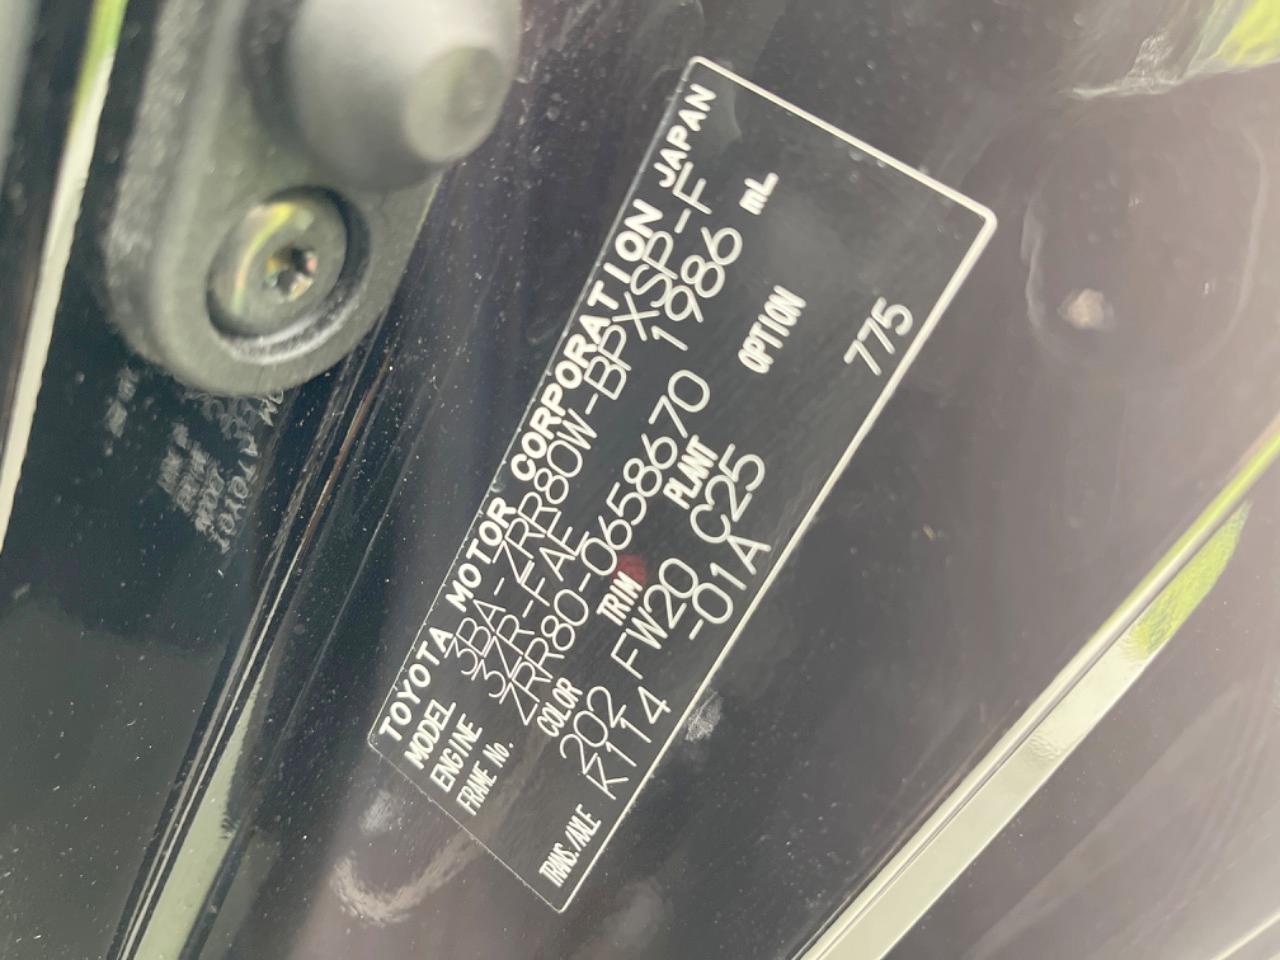 TOYOTA MOTOR CORPORATION JAPAN
MODEL 3BA-ZRR80W-BPXSP-F
ENGINE 3ZR-FAE 1986 mL
FRAME No. ZRR80-0658670
COLOR TRIM PLANT OPTION
202 FW20 C25 775
TRANS./AXLE K114 -01A